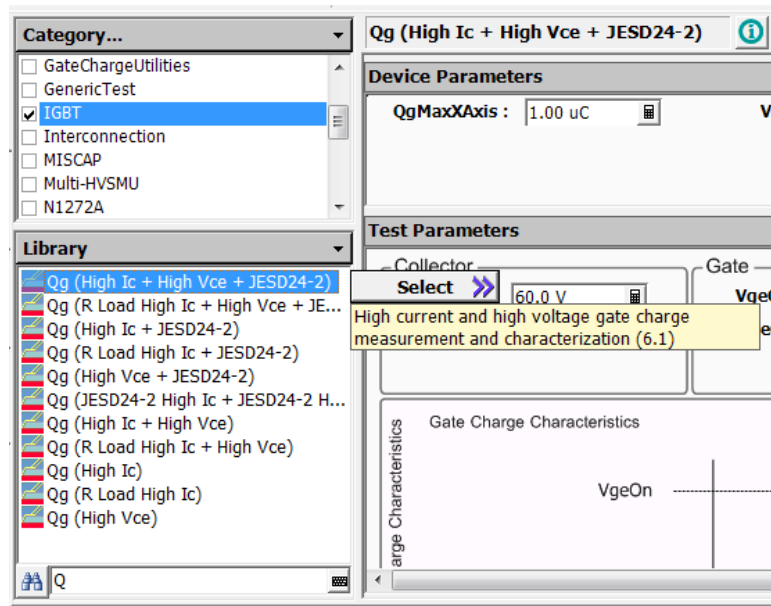 Category...
GateChargeUtilities
GenericTest
IGBT
Interconnection
MISCAP
Multi-HVSMU
N1272A
Library
Qg (High Ic + High Vce + JESD24-2)
Qg (R Load High Ic + High Vce + JE...
Qg (High Ic + JESD24-2)
Qg (R Load High Ic + JESD24-2)
Qg (High Vce + JESD24-2)
Qg (JESD24-2 High Ic + JESD24-2 H...
Qg (High Ic + High Vce)
Qg (R Load High Ic + High Vce)
Qg (High Ic)
Qg (R Load High Ic)
Qg (High Vce)
Q
Qg (High Ic + High Vce + JESD24-2)
Device Parameters
QgMaxXAxis : 1.00 uC V
Test Parameters
Collector Gate
Select 60.0 V
High current and high voltage gate charge
measurement and characterization (6.1)
Gate Charge Characteristics
VgeOn
arge Characteristics